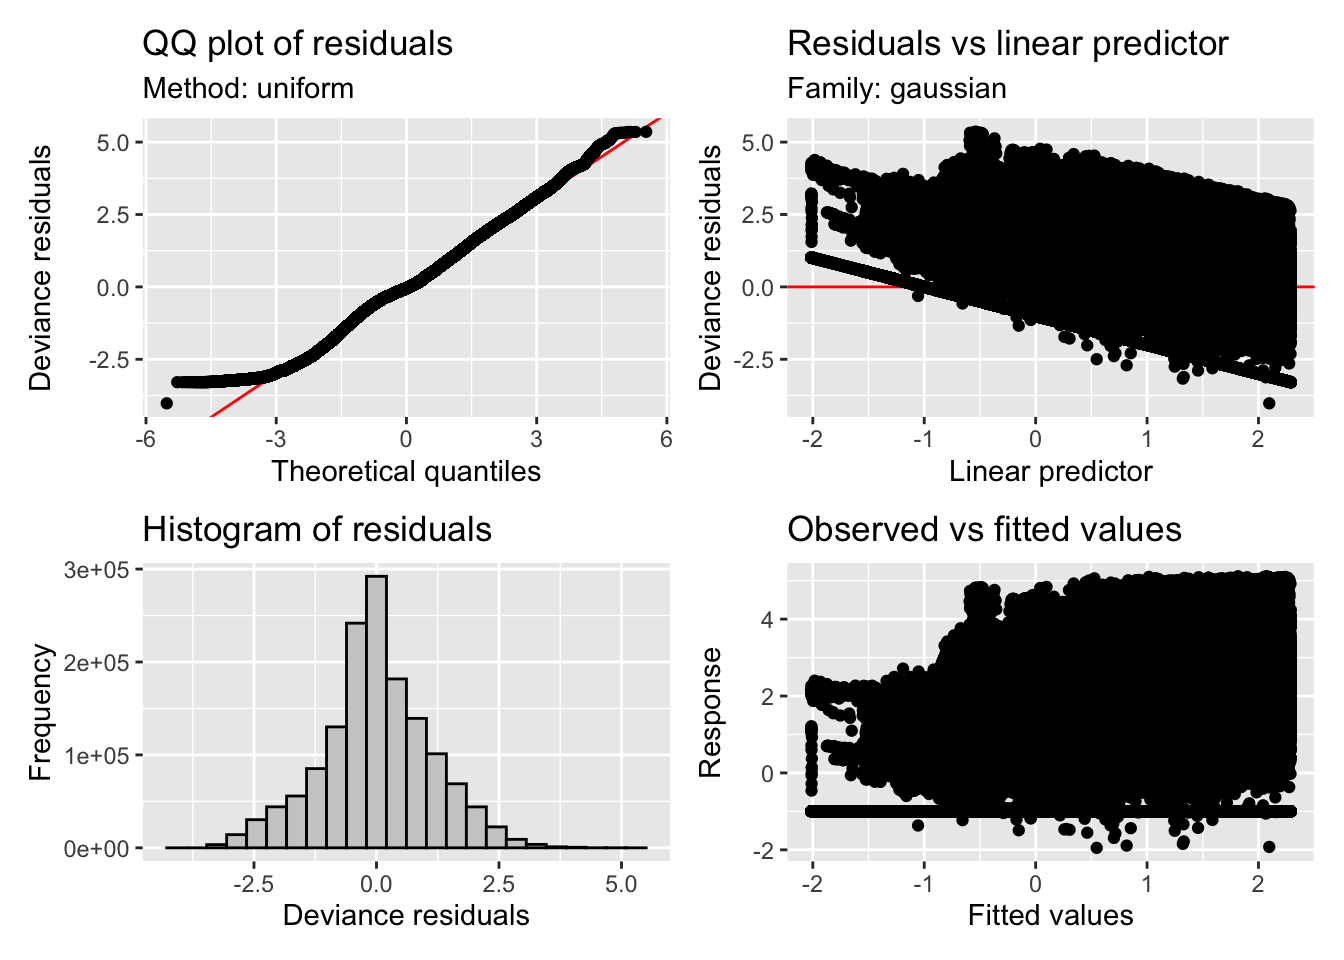 QQ plot of residuals
Method: uniform
Deviance residuals
5.0
2.5
0.0
-2.5
-6
-3
0
3
6
Theoretical quantiles
Residuals vs linear predictor
Family: gaussian
Deviance residuals
5.0
2.5
0.0
-2.5
-2
-1
0
1
2
Linear predictor
Histogram of residuals
Frequency
3e+05
2e+05
1e+05
0e+00
-2.5
0.0
2.5
5.0
Deviance residuals
Observed vs fitted values
Response
4
2
0
-2
-2
-1
0
1
2
Fitted values